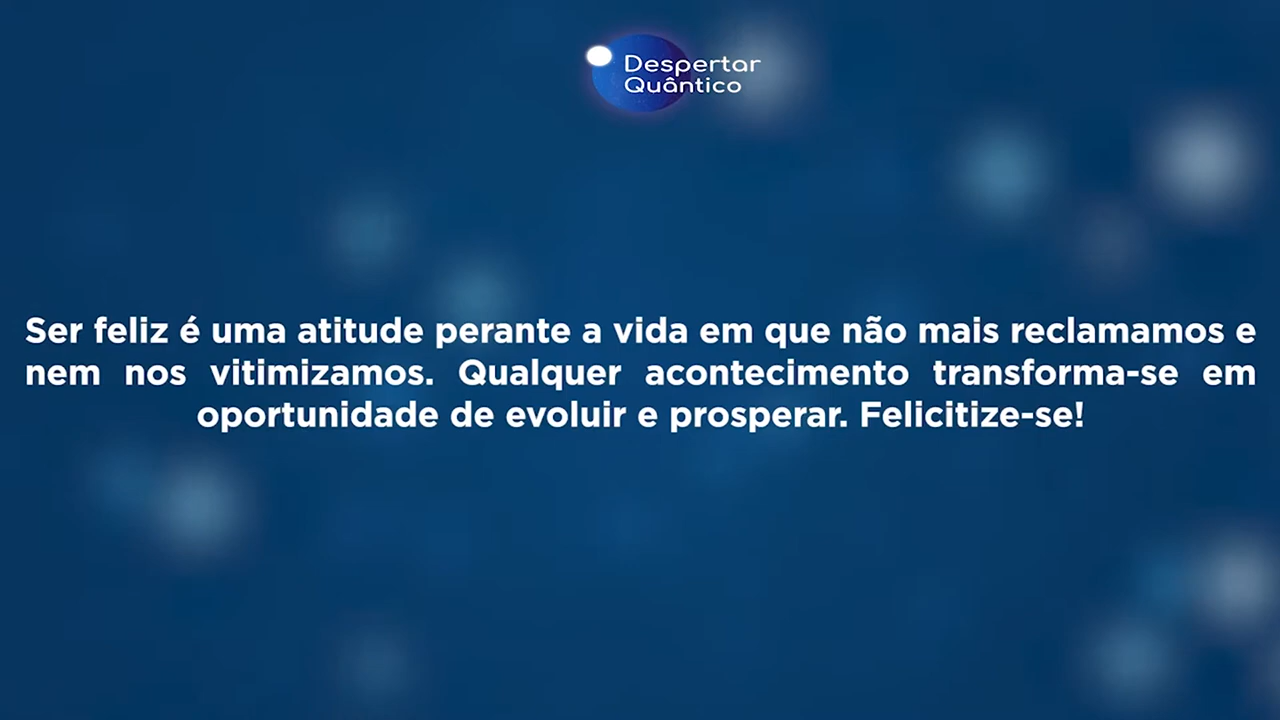 Despertar
Quântico
Ser feliz é uma atitude perante a vida em que não mais reclamamos e
nem nos vitimizamos. Qualquer acontecimento transforma-se em
oportunidade de evoluir e prosperar. Felicitize-se!